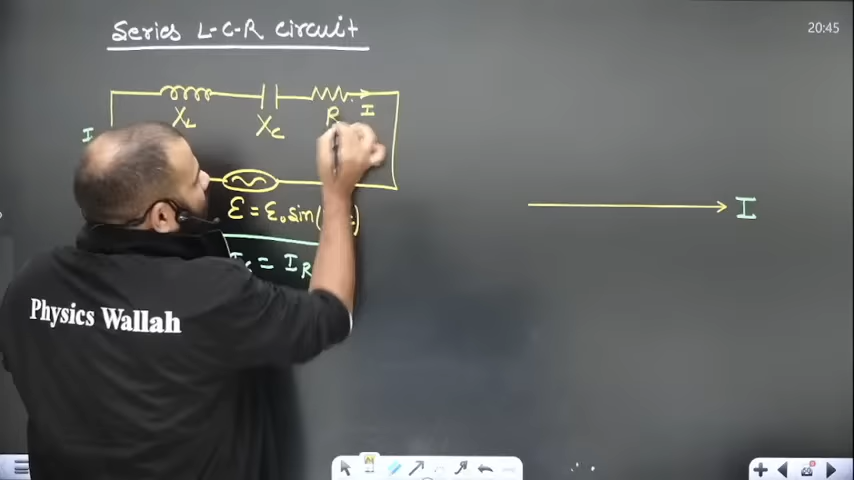 Series L-C-R Circuit
20:45
I
X_L
X_C
R
I
ε = ε₀ sin(
= I_R
I
Physics Wallah